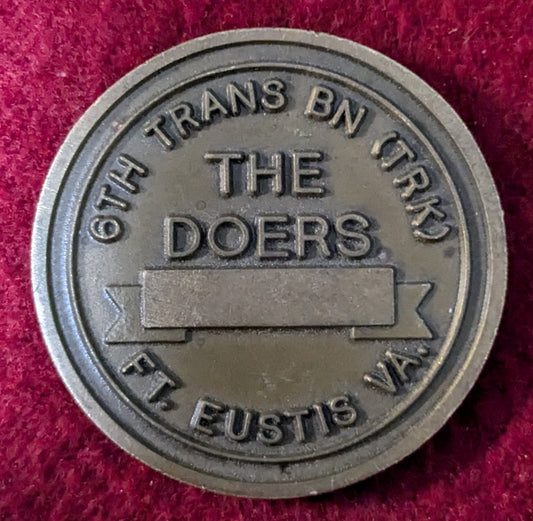 6TH TRANS BN (TRK)
THE
DOERS
FT. EUSTIS VA.